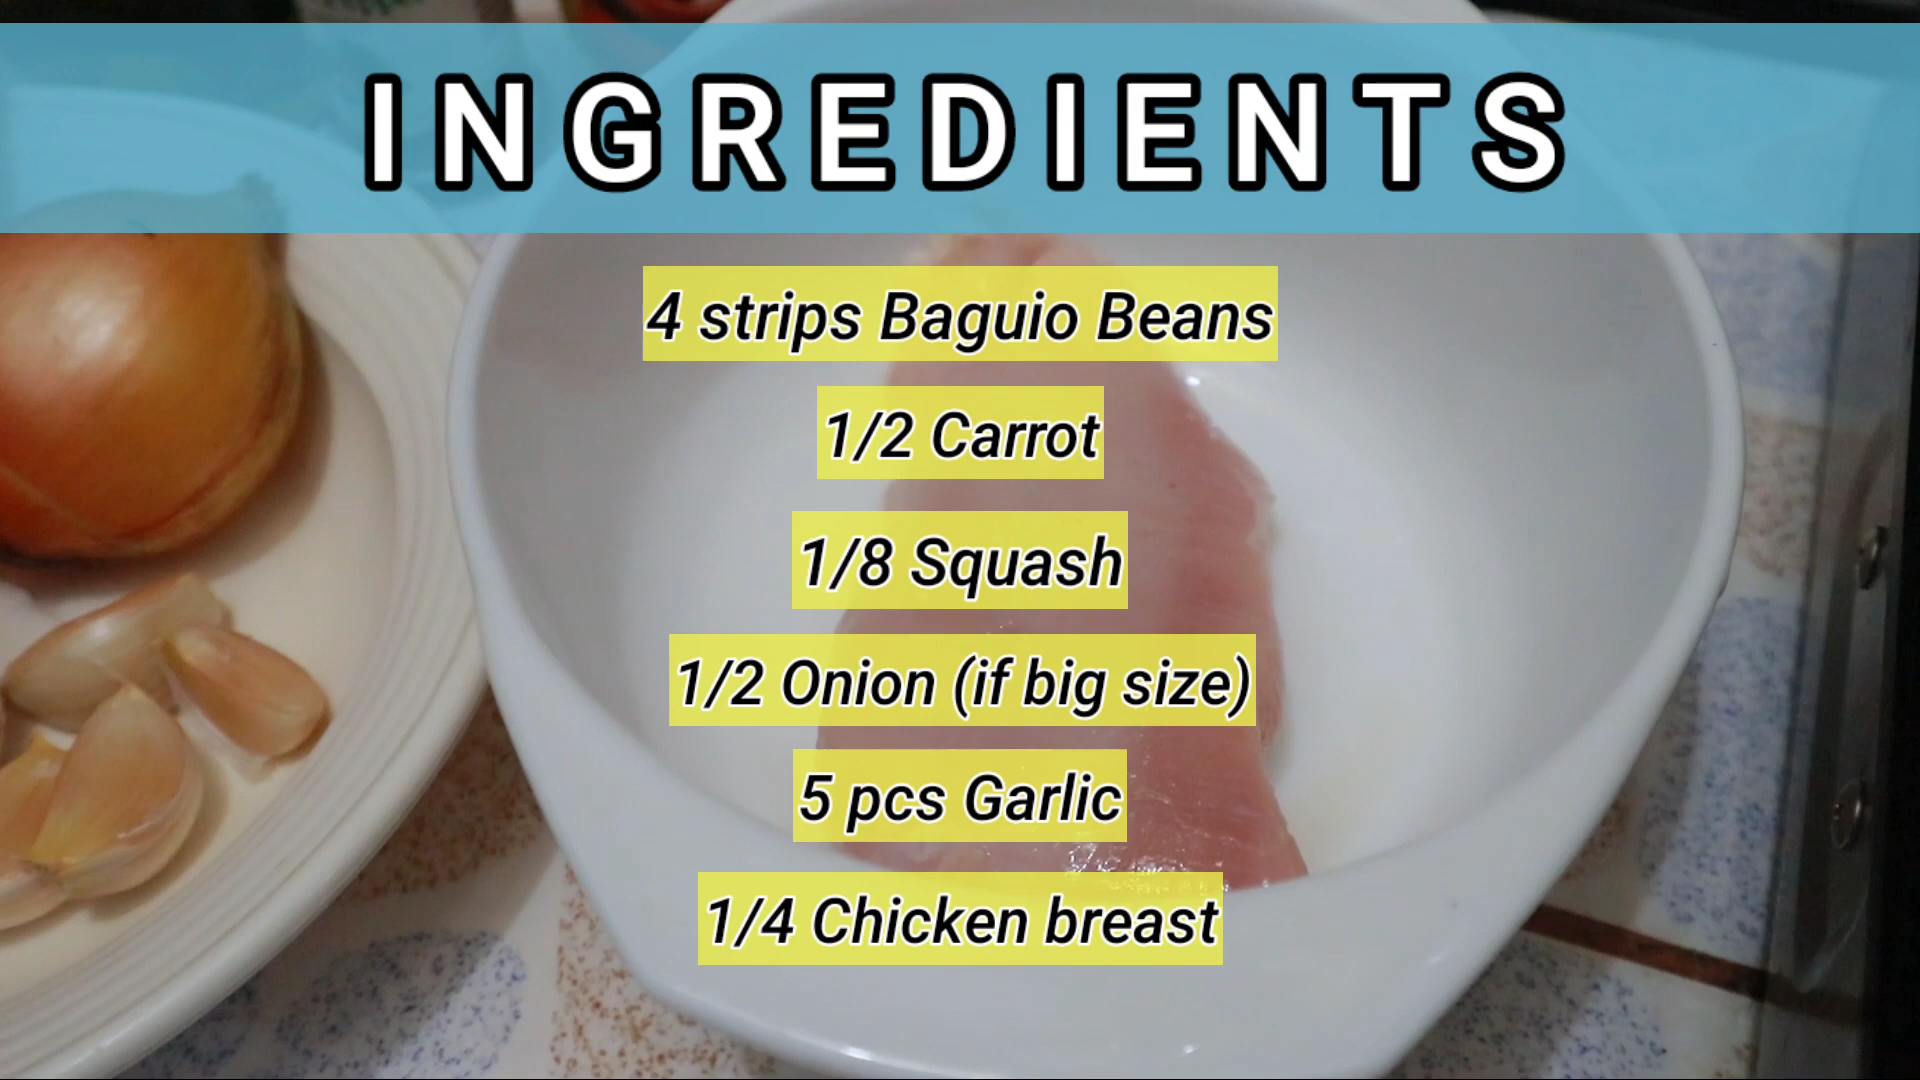 INGREDIENTS
4 strips Baguio Beans
1/2 Carrot
1/8 Squash
1/2 Onion (if big size)
5 pcs Garlic
1/4 Chicken breast